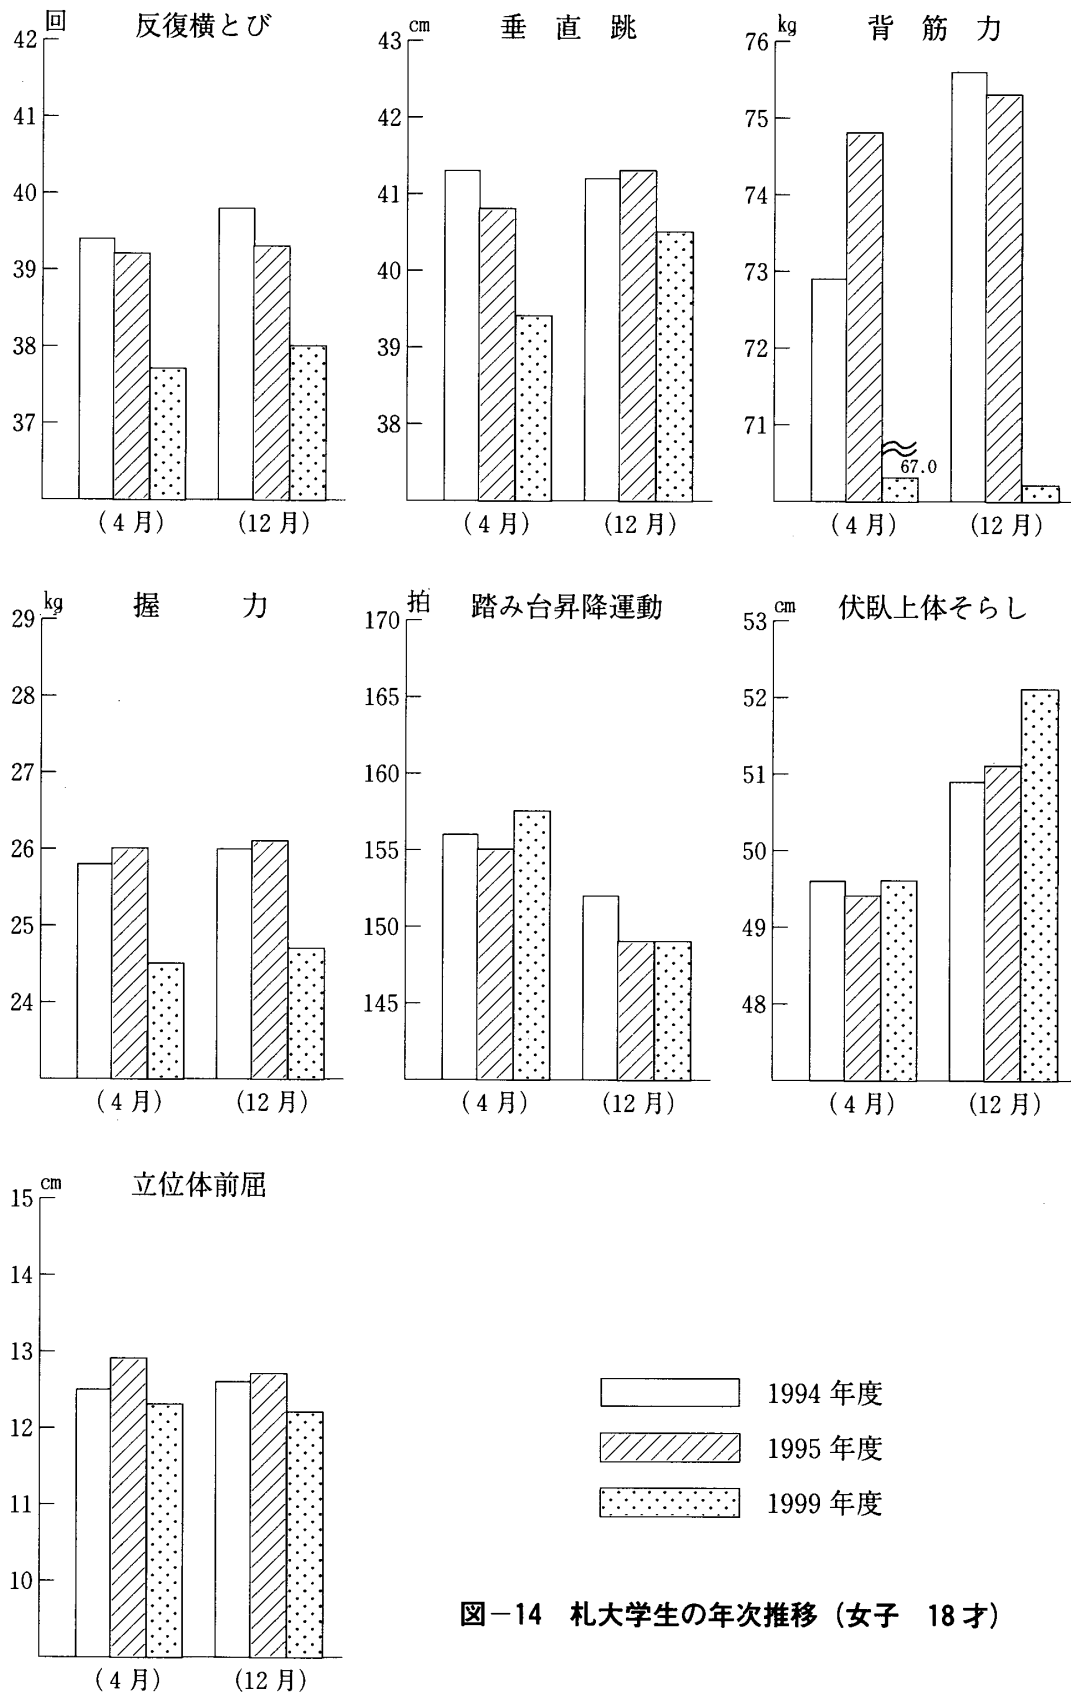 回 反復横とび
42
41
40
39
38
37
(4月) (12月)
cm 垂直跳
43
42
41
40
39
38
(4月) (12月)
kg 背筋力
76
75
74
73
72
71
67.0
(4月) (12月)
kg 握力
29
28
27
26
25
24
(4月) (12月)
拍 踏み台昇降運動
170
165
160
155
150
145
(4月) (12月)
cm 伏臥上体そらし
53
52
51
50
49
48
(4月) (12月)
cm 立位体前屈
15
14
13
12
11
10
(4月) (12月)
1994年度
1995年度
1999年度
図－14 札大学生の年次推移（女子 18才）